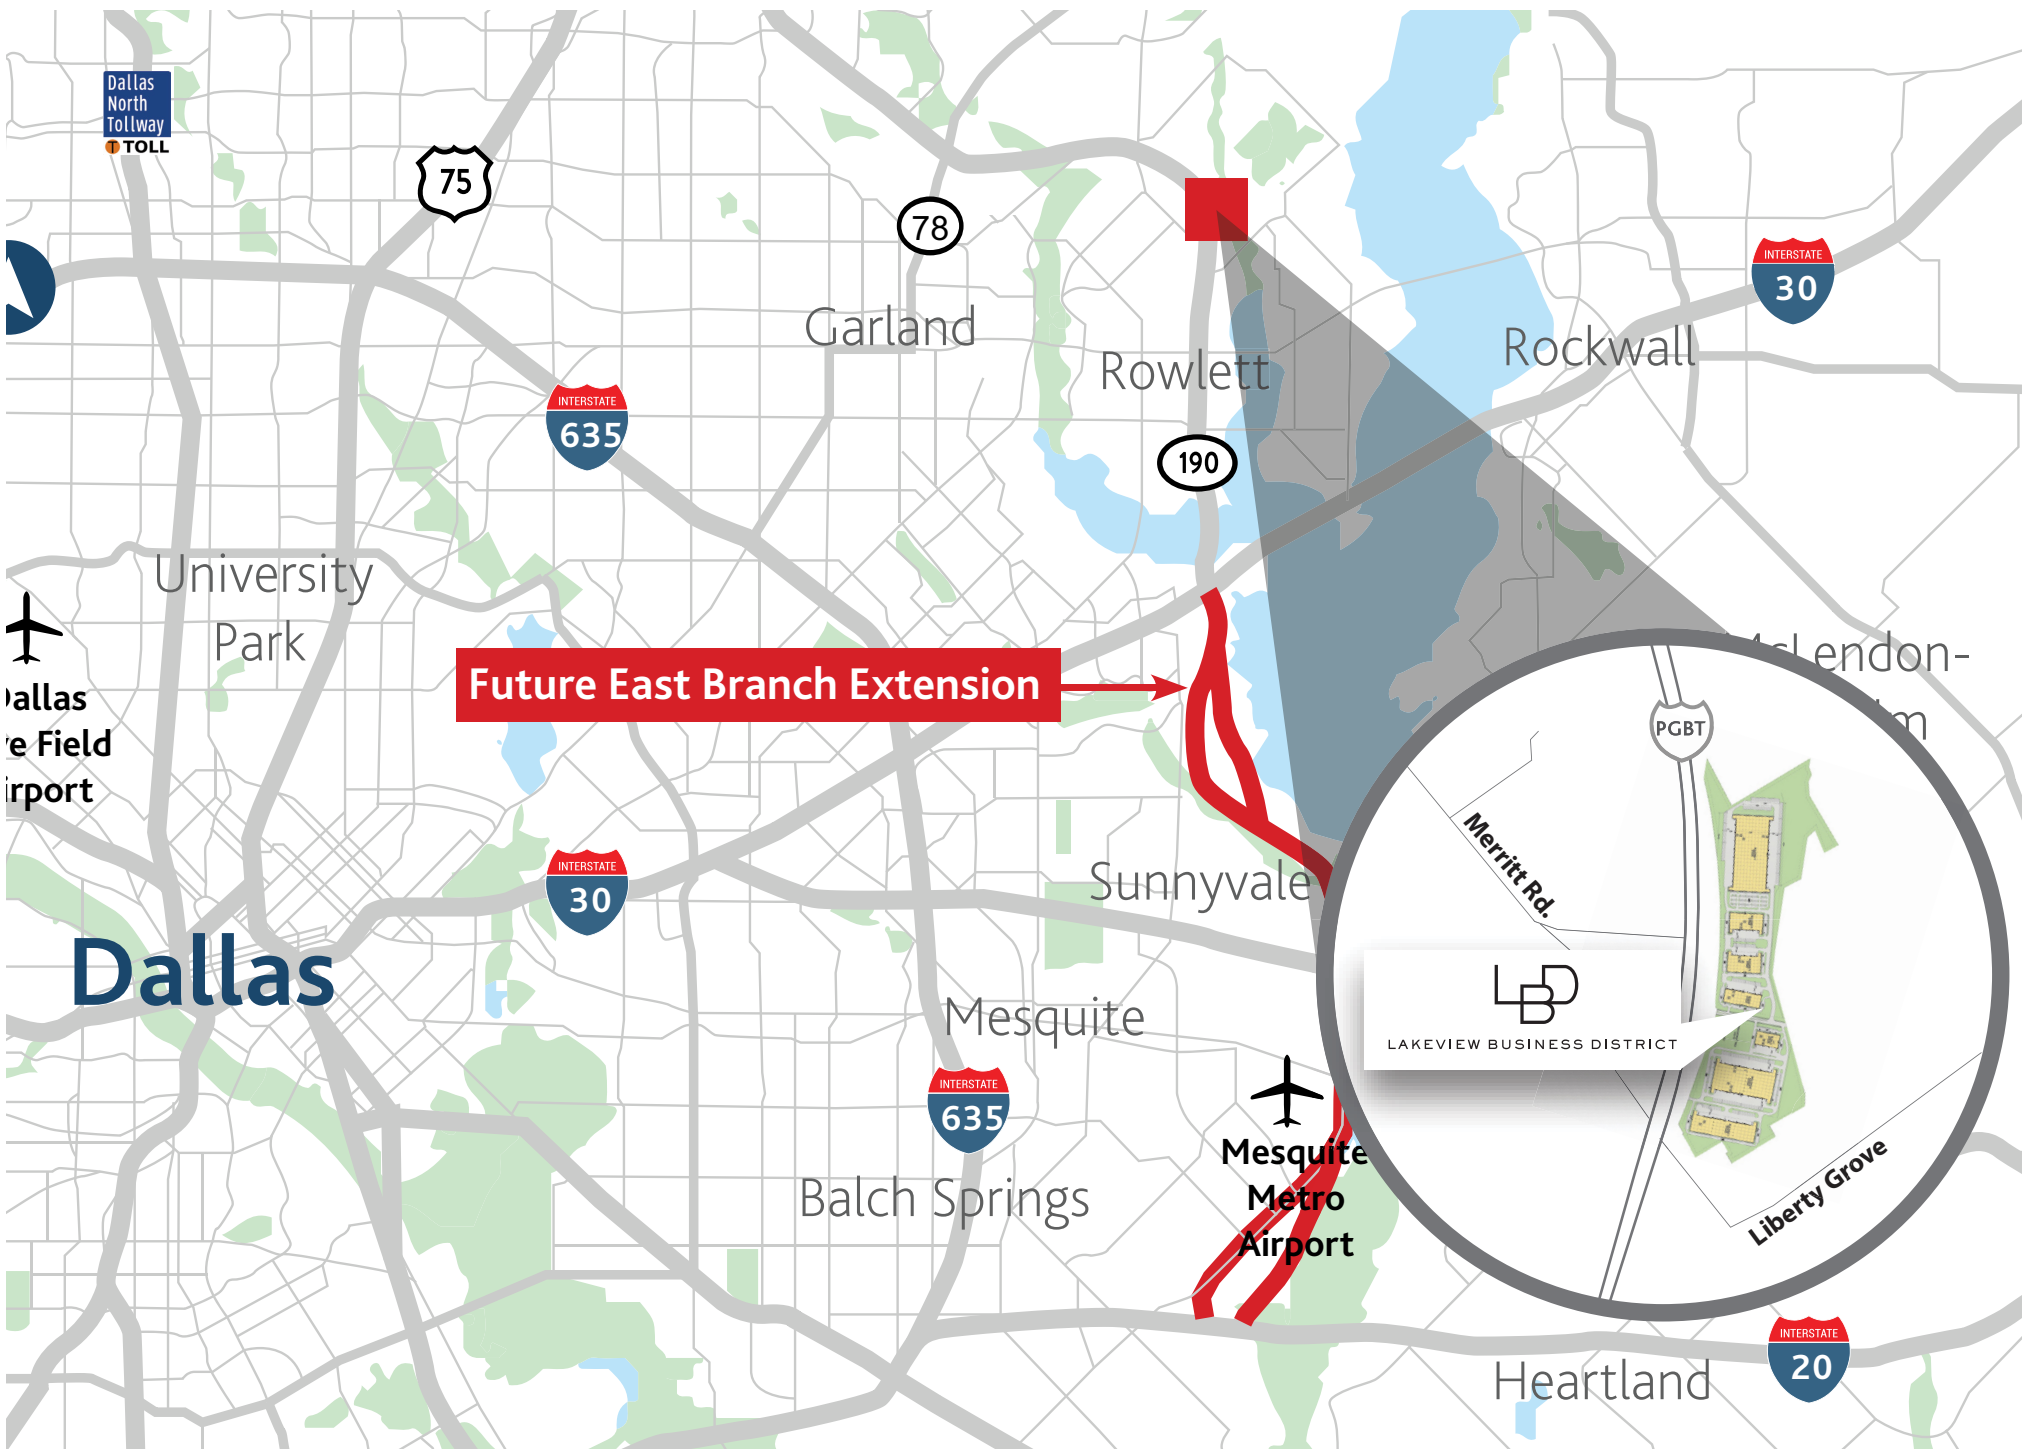 Dallas
North
Tollway
TOLL
75
78
INTERSTATE
30
Garland
Rowlett
Rockwall
INTERSTATE
635
190
University
Park
Future East Branch Extension
allas
e Field
irport
endon-
PGBT
Merritt Rd.
Sunnyvale
INTERSTATE
30
Dallas
LBD
LAKEVIEW BUSINESS DISTRICT
Mesquite
INTERSTATE
635
Mesquite
Metro
Airport
Balch Springs
Liberty Grove
INTERSTATE
20
Heartland